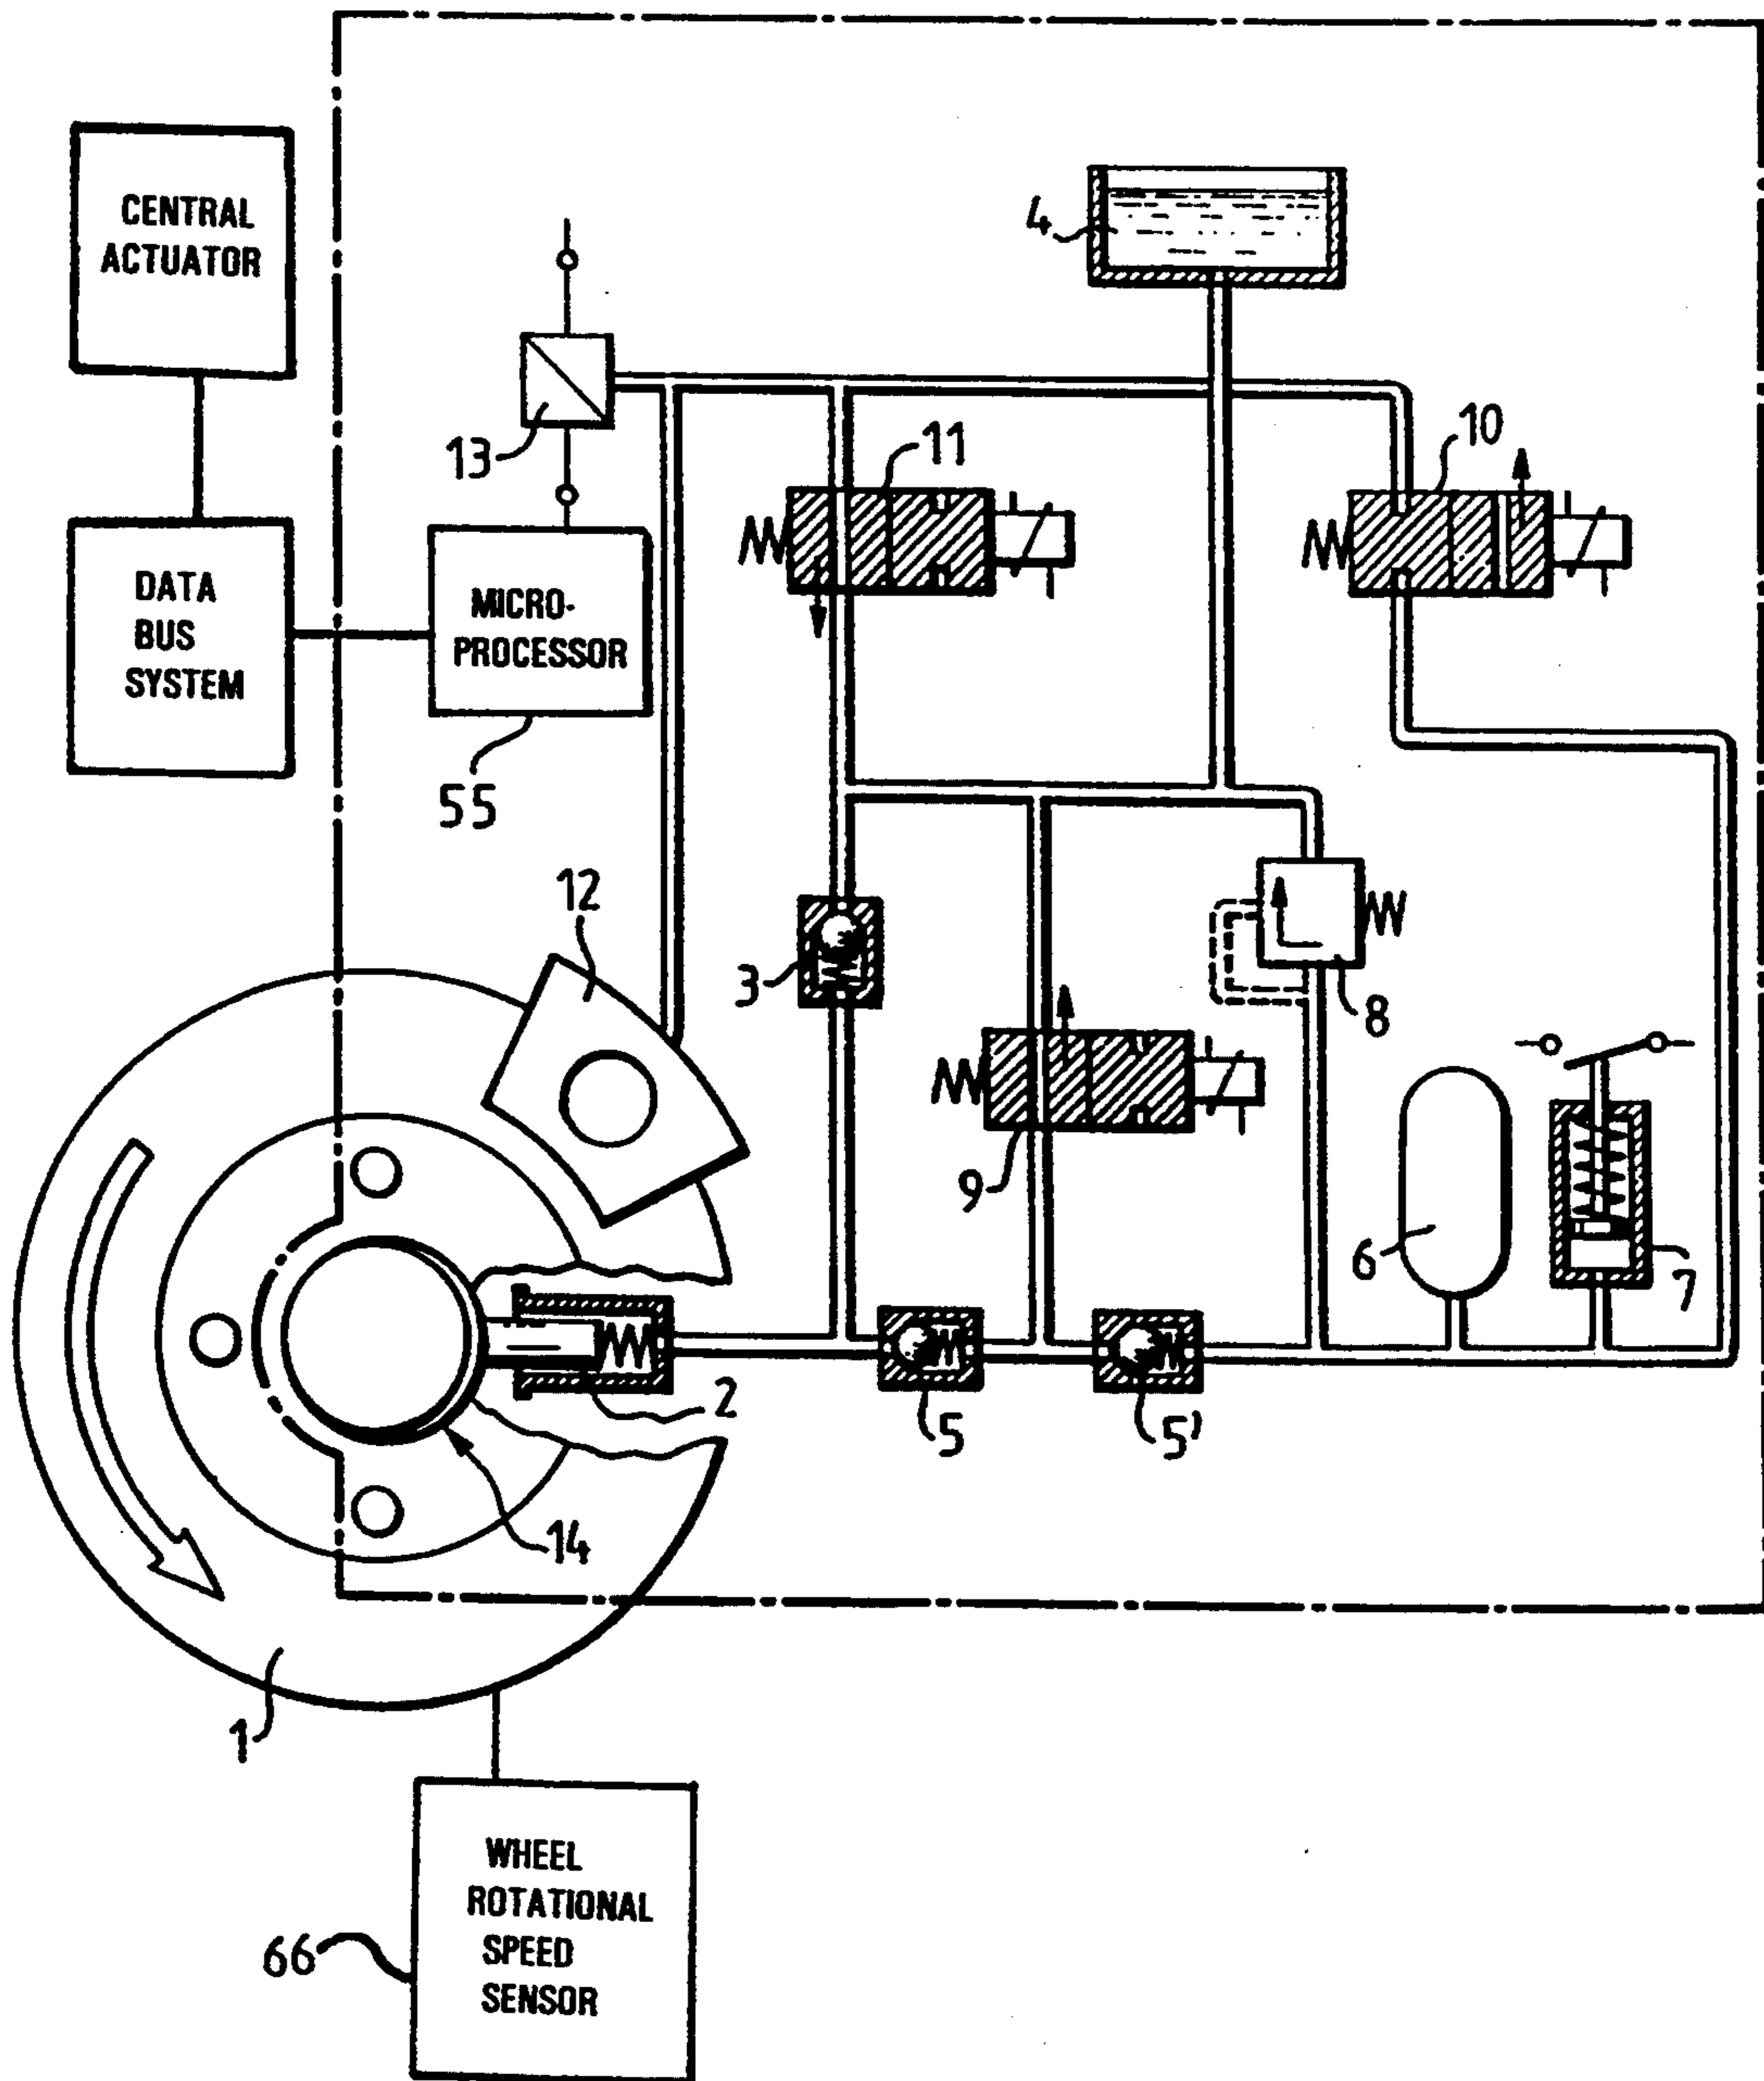 CENTRAL
ACTUATOR
4
10
11
13
DATA
BUS
SYSTEM
MICRO-
PROCESSOR
55
12
3
8
9
6
7
2
5
5'
14
1
WHEEL
ROTATIONAL
SPEED
SENSOR
66